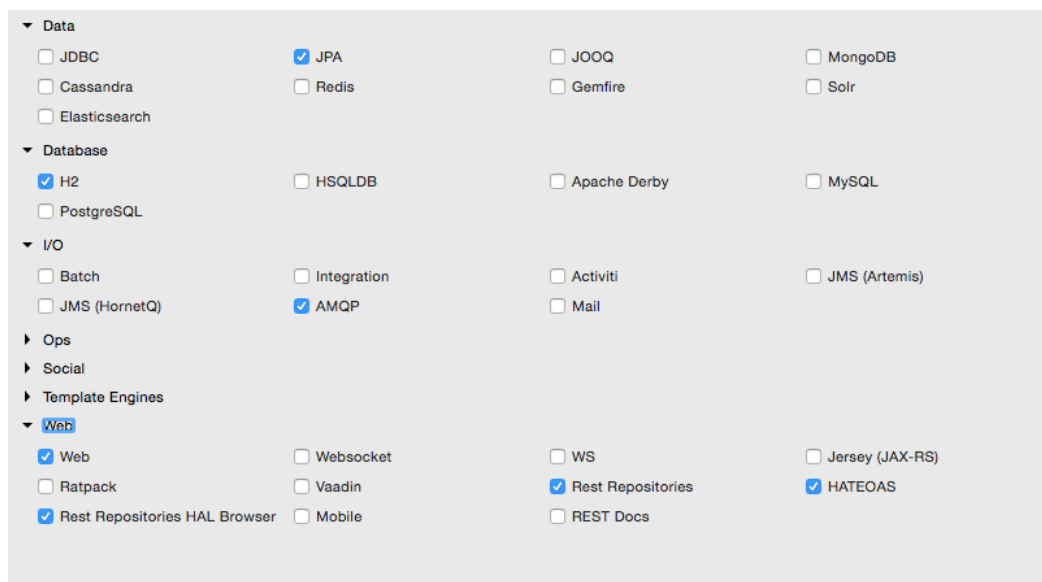 Data
JDBC JPA JOOQ MongoDB
Cassandra Redis Gemfire Solr
Elasticsearch
Database
H2 HSQLDB Apache Derby MySQL
PostgreSQL
I/O
Batch Integration Activiti JMS (Artemis)
JMS (HornetQ) AMQP Mail
Ops
Social
Template Engines
Web
Web Websocket WS Jersey (JAX-RS)
Ratpack Vaadin Rest Repositories HATEOAS
Rest Repositories HAL Browser Mobile REST Docs